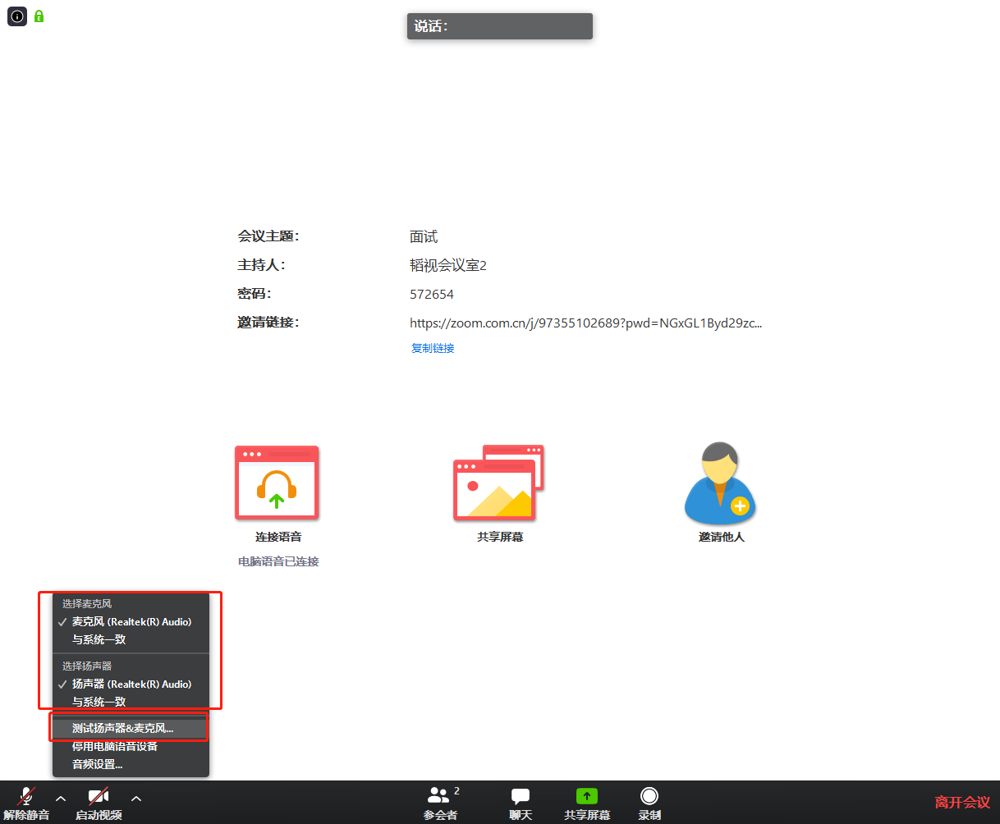 说话:
会议主题: 面试
主持人: 韬视会议室2
密码: 572654
邀请链接: https://zoom.com.cn/j/97355102689?pwd=NGxGL1Byd29zc...
复制链接
连接语音 共享屏幕 邀请他人
电脑语音已连接
选择麦克风
麦克风 (Realtek(R) Audio)
与系统一致
选择扬声器
扬声器 (Realtek(R) Audio)
与系统一致
测试扬声器&麦克风...
停用电脑语音设备
音频设置...
2
解除静音 启动视频 参会者 聊天 共享屏幕 录制 离开会议